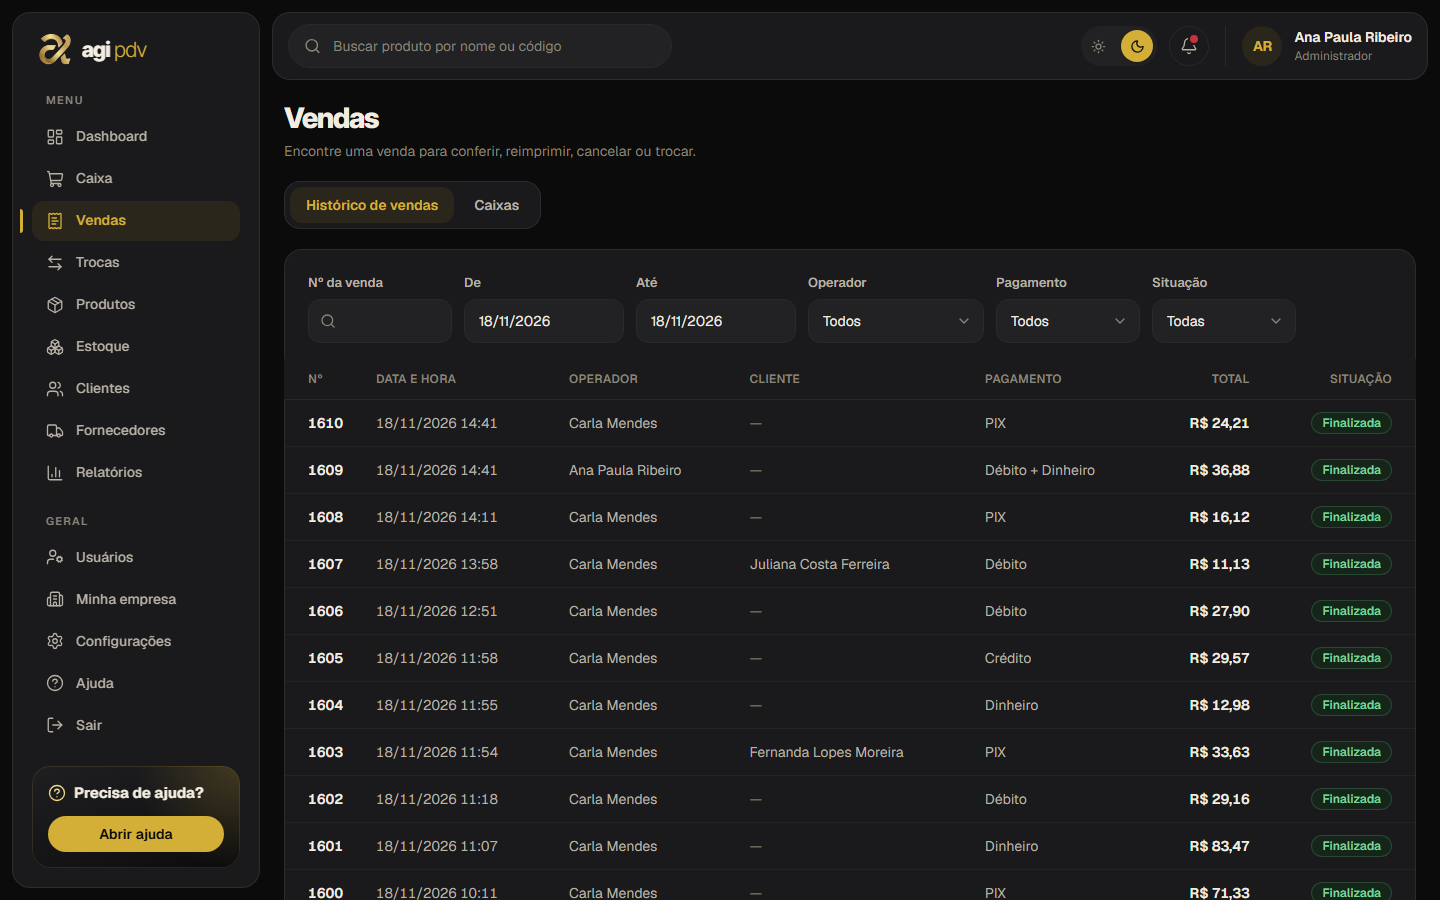 agi pdv
Buscar produto por nome ou código
AR
Ana Paula Ribeiro
Administrador
MENU
Dashboard
Caixa
Vendas
Trocas
Produtos
Estoque
Clientes
Fornecedores
Relatórios
GERAL
Usuários
Minha empresa
Configurações
Ajuda
Sair
Precisa de ajuda?
Abrir ajuda
Vendas
Encontre uma venda para conferir, reimprimir, cancelar ou trocar.
Histórico de vendas Caixas
Nº da venda De Até Operador Pagamento Situação
18/11/2026 18/11/2026 Todos Todos Todas
Nº DATA E HORA OPERADOR CLIENTE PAGAMENTO TOTAL SITUAÇÃO
1610 18/11/2026 14:41 Carla Mendes — PIX R$ 24,21 Finalizada
1609 18/11/2026 14:41 Ana Paula Ribeiro — Débito + Dinheiro R$ 36,88 Finalizada
1608 18/11/2026 14:11 Carla Mendes — PIX R$ 16,12 Finalizada
1607 18/11/2026 13:58 Carla Mendes Juliana Costa Ferreira Débito R$ 11,13 Finalizada
1606 18/11/2026 12:51 Carla Mendes — Débito R$ 27,90 Finalizada
1605 18/11/2026 11:58 Carla Mendes — Crédito R$ 29,57 Finalizada
1604 18/11/2026 11:55 Carla Mendes — Dinheiro R$ 12,98 Finalizada
1603 18/11/2026 11:54 Carla Mendes Fernanda Lopes Moreira PIX R$ 33,63 Finalizada
1602 18/11/2026 11:18 Carla Mendes — Débito R$ 29,16 Finalizada
1601 18/11/2026 11:07 Carla Mendes — Dinheiro R$ 83,47 Finalizada
1600 18/11/2026 10:11 Carla Mendes — PIX R$ 71,33 Finalizada